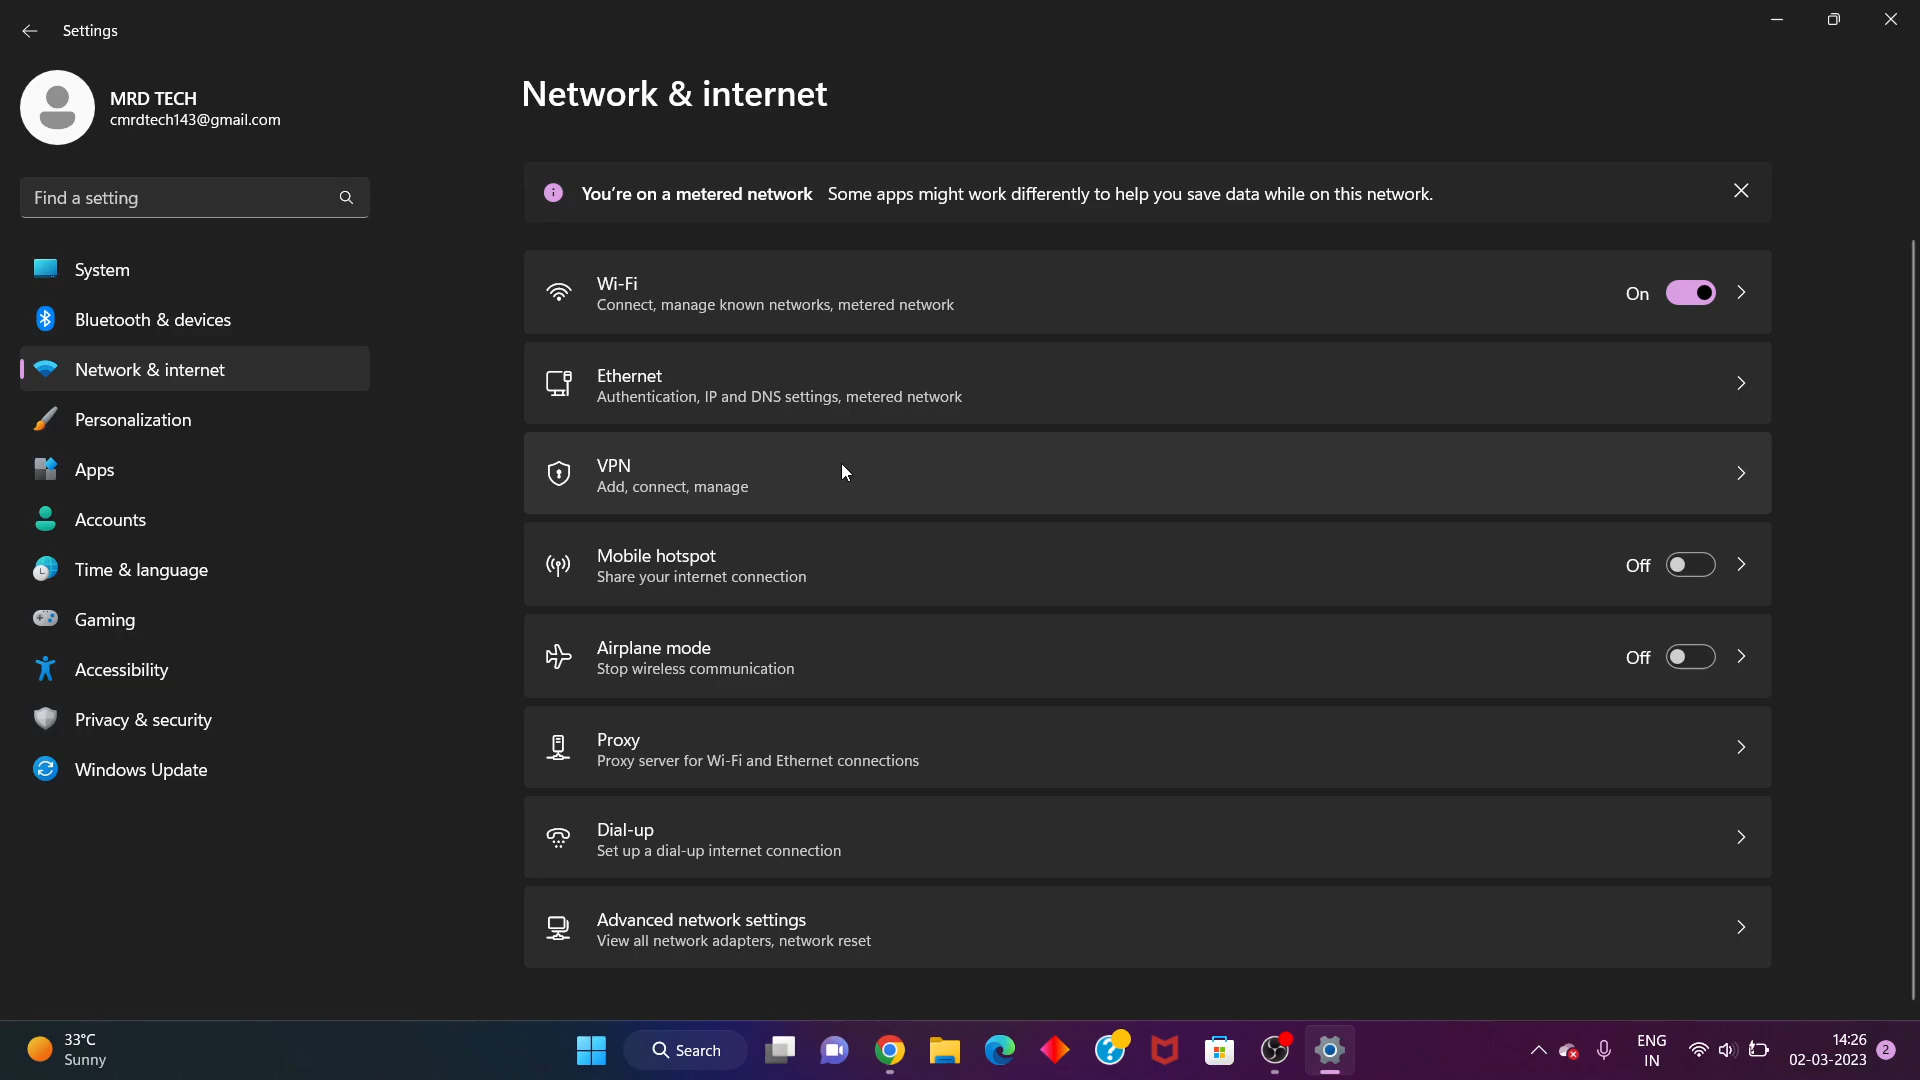 Settings
MRD TECH
cmrdtech143@gmail.com
Find a setting
System
Bluetooth & devices
Network & internet
Personalization
Apps
Accounts
Time & language
Gaming
Accessibility
Privacy & security
Windows Update
Network & internet
You're on a metered network Some apps might work differently to help you save data while on this network.
Wi-Fi
Connect, manage known networks, metered network
On
Ethernet
Authentication, IP and DNS settings, metered network
VPN
Add, connect, manage
Mobile hotspot
Share your internet connection
Off
Airplane mode
Stop wireless communication
Off
Proxy
Proxy server for Wi-Fi and Ethernet connections
Dial-up
Set up a dial-up internet connection
Advanced network settings
View all network adapters, network reset
33°C
Sunny
Search
ENG
IN
14:26
02-03-2023
2